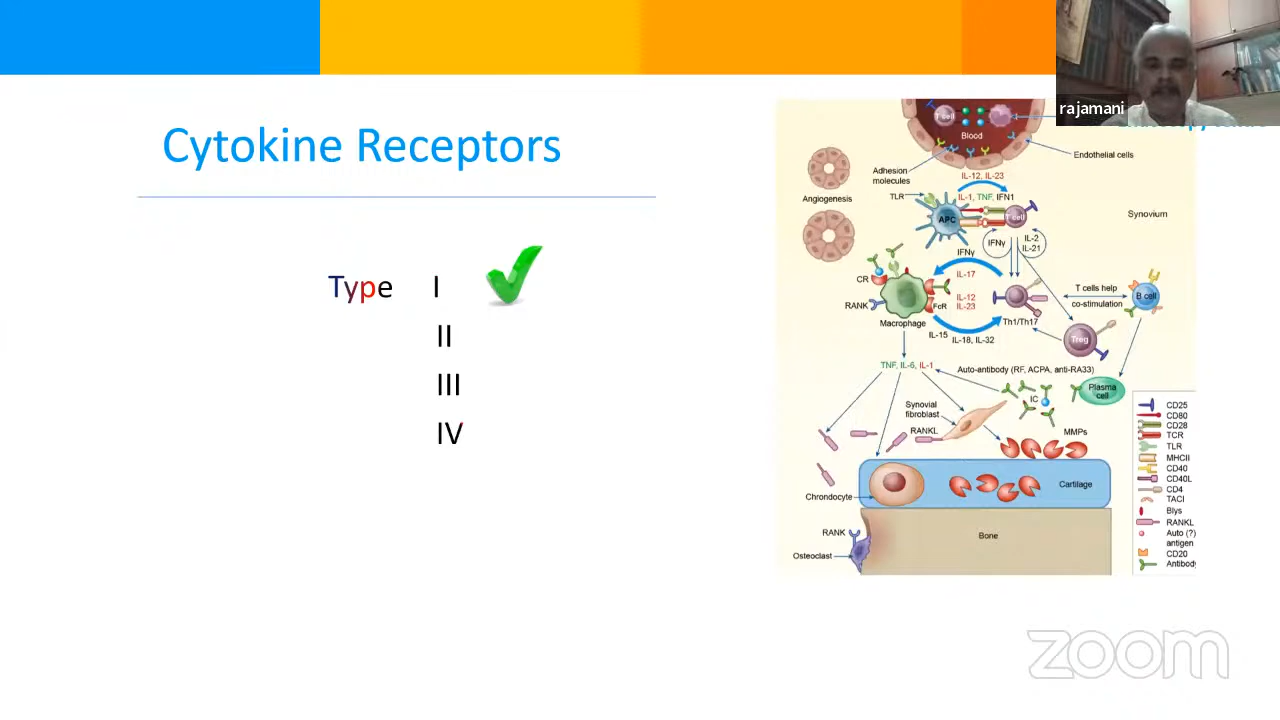 rajamani
Cytokine Receptors
Type I
II
III
IV
T cell
Blood
Endothelial cells
Adhesion
molecules
IL-12, IL-23
Angiogenesis
TLR
IL-1, TNF, IFN1
APC
T cell
Synovium
IFNγ
IL-2
IL-21
IFNγ
CR
IL-17
RANK
FcR
IL-12
IL-23
T cells help
co-stimulation
B cell
Macrophage
Th1/Th17
IL-15
IL-18, IL-32
Treg
TNF, IL-6, IL-1
Auto-antibody (RF, ACPA, anti-RA33)
Plasma
cell
Synovial
fibroblast
IC
RANKL
MMPs
Chrondocyte
Cartilage
RANK
Osteoclast
Bone
CD25
CD80
CD28
TCR
TLR
MHCII
CD40
CD40L
CD4
TACI
Blys
RANKL
Auto (?)
antigen
CD20
Antibody
zoom